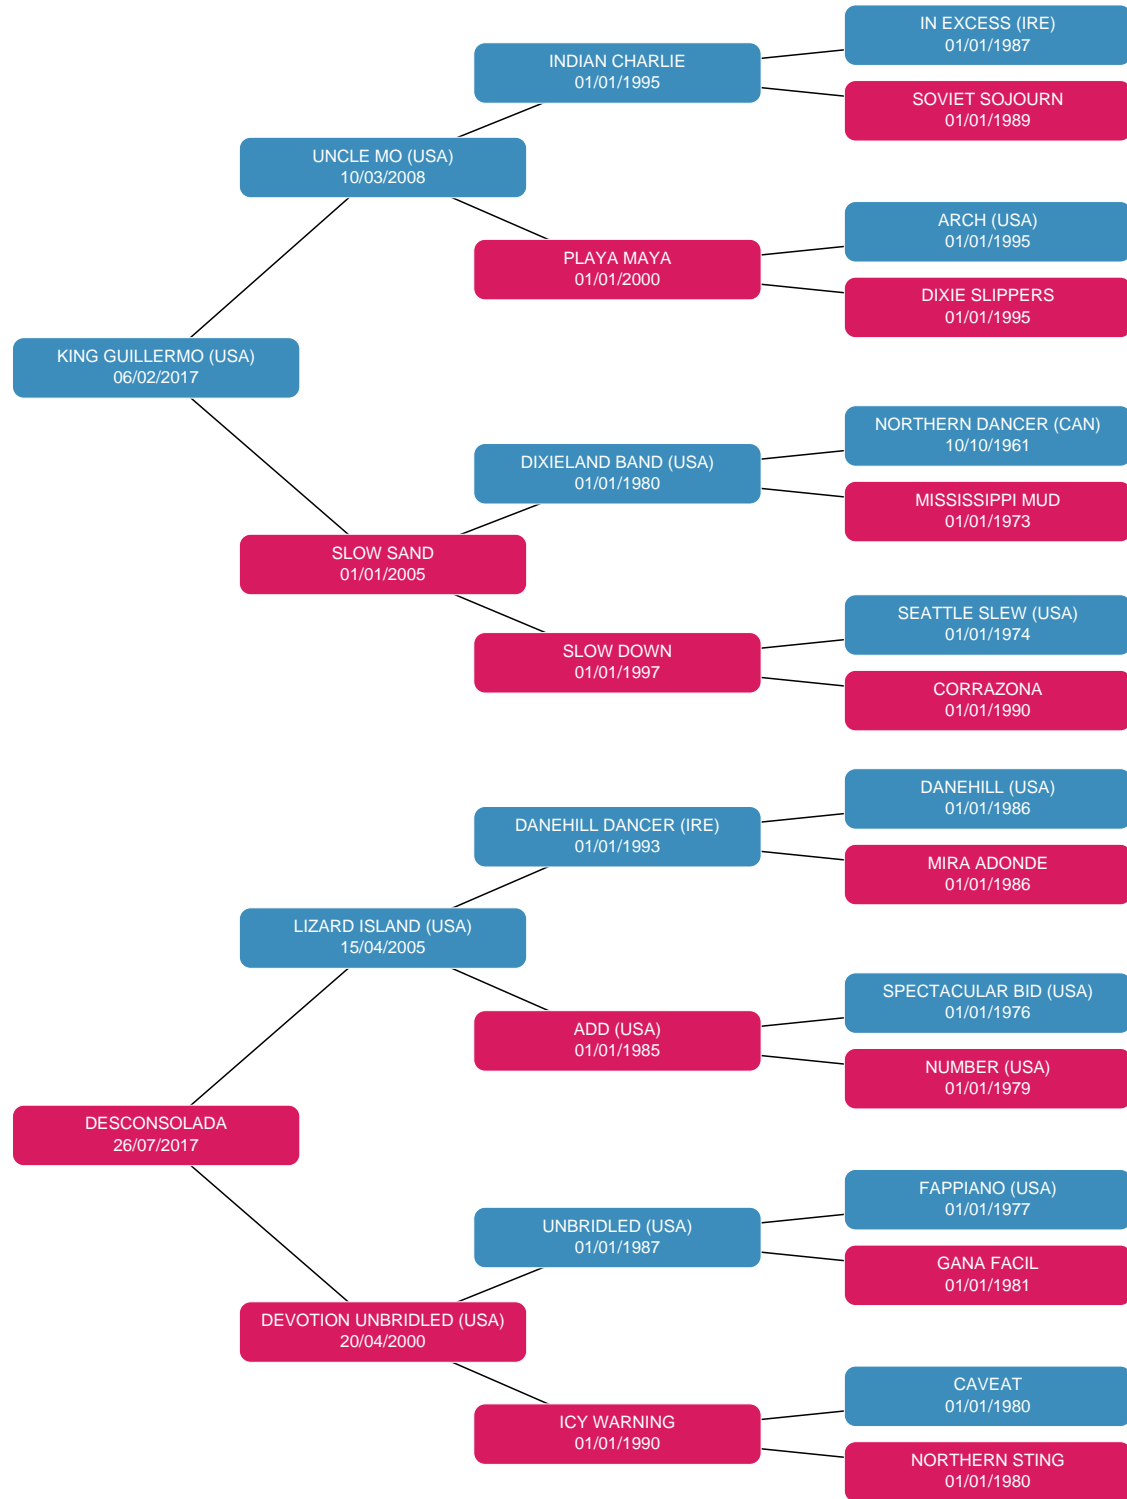 IN EXCESS (IRE)
01/01/1987
INDIAN CHARLIE
01/01/1995
SOVIET SOJOURN
01/01/1989
UNCLE MO (USA)
10/03/2008
ARCH (USA)
01/01/1995
PLAYA MAYA
01/01/2000
DIXIE SLIPPERS
01/01/1995
KING GUILLERMO (USA)
06/02/2017
NORTHERN DANCER (CAN)
10/10/1961
DIXIELAND BAND (USA)
01/01/1980
MISSISSIPPI MUD
01/01/1973
SLOW SAND
01/01/2005
SEATTLE SLEW (USA)
01/01/1974
SLOW DOWN
01/01/1997
CORRAZONA
01/01/1990
DANEHILL (USA)
01/01/1986
DANEHILL DANCER (IRE)
01/01/1993
MIRA ADONDE
01/01/1986
LIZARD ISLAND (USA)
15/04/2005
SPECTACULAR BID (USA)
01/01/1976
ADD (USA)
01/01/1985
NUMBER (USA)
01/01/1979
DESCONSOLADA
26/07/2017
FAPPIANO (USA)
01/01/1977
UNBRIDLED (USA)
01/01/1987
GANA FACIL
01/01/1981
DEVOTION UNBRIDLED (USA)
20/04/2000
CAVEAT
01/01/1980
ICY WARNING
01/01/1990
NORTHERN STING
01/01/1980